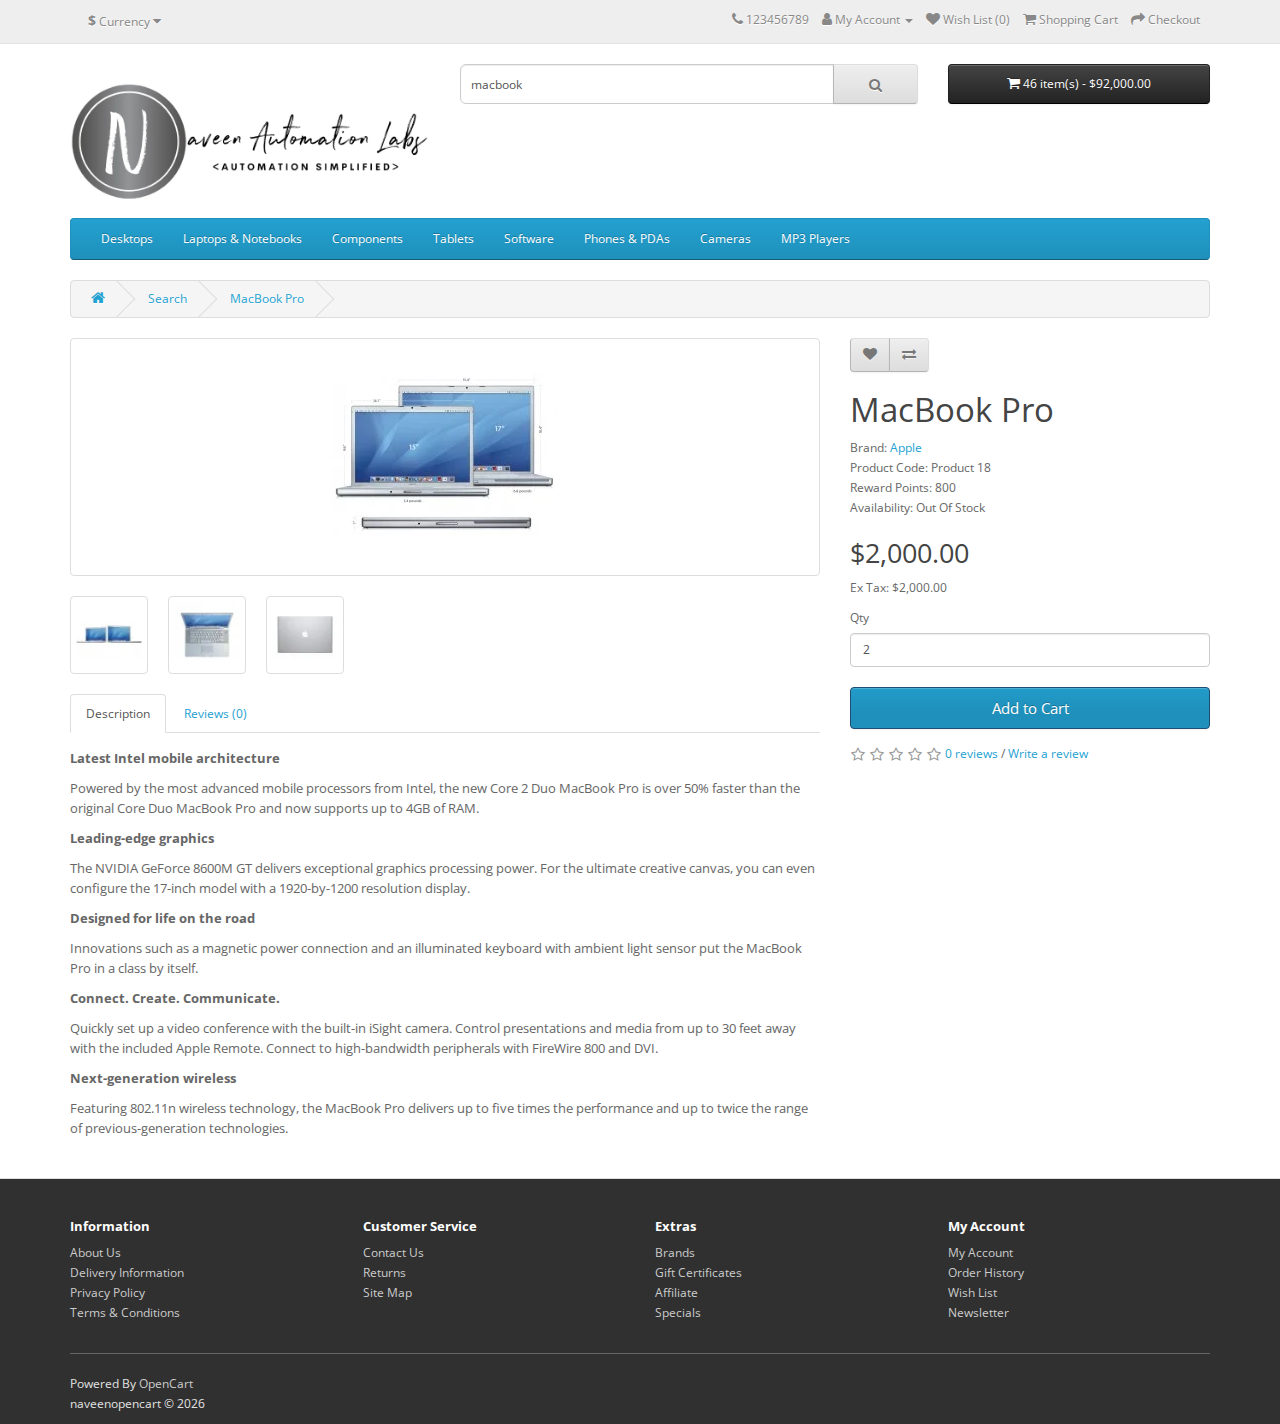 $ Currency
123456789 My Account Wish List (0) Shopping Cart Checkout
macbook
46 item(s) - $92,000.00
N
aveen Automation Labs
<AUTOMATION SIMPLIFIED>
Desktops Laptops & Notebooks Components Tablets Software Phones & PDAs Cameras MP3 Players
Search MacBook Pro
15"
17"
MacBook Pro
Brand: Apple
Product Code: Product 18
Reward Points: 800
Availability: Out Of Stock
$2,000.00
Ex Tax: $2,000.00
Qty
2
Add to Cart
0 reviews / Write a review
Description Reviews (0)
Latest Intel mobile architecture
Powered by the most advanced mobile processors from Intel, the new Core 2 Duo MacBook Pro is over 50% faster than the
original Core Duo MacBook Pro and now supports up to 4GB of RAM.
Leading-edge graphics
The NVIDIA GeForce 8600M GT delivers exceptional graphics processing power. For the ultimate creative canvas, you can even
configure the 17-inch model with a 1920-by-1200 resolution display.
Designed for life on the road
Innovations such as a magnetic power connection and an illuminated keyboard with ambient light sensor put the MacBook
Pro in a class by itself.
Connect. Create. Communicate.
Quickly set up a video conference with the built-in iSight camera. Control presentations and media from up to 30 feet away
with the included Apple Remote. Connect to high-bandwidth peripherals with FireWire 800 and DVI.
Next-generation wireless
Featuring 802.11n wireless technology, the MacBook Pro delivers up to five times the performance and up to twice the range
of previous-generation technologies.
Information
About Us
Delivery Information
Privacy Policy
Terms & Conditions
Customer Service
Contact Us
Returns
Site Map
Extras
Brands
Gift Certificates
Affiliate
Specials
My Account
My Account
Order History
Wish List
Newsletter
Powered By OpenCart
naveenopencart © 2026